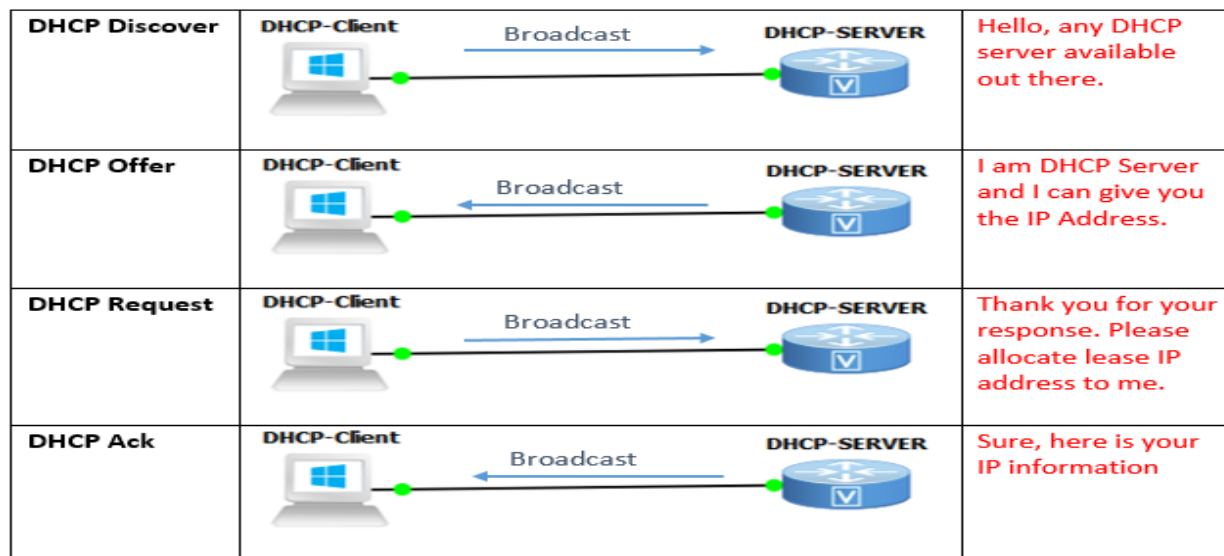 DHCP Discover
DHCP-Client
Broadcast
DHCP-SERVER
V
Hello, any DHCP
server available
out there.
DHCP Offer
DHCP-Client
Broadcast
DHCP-SERVER
V
I am DHCP Server
and I can give you
the IP Address.
DHCP Request
DHCP-Client
Broadcast
DHCP-SERVER
V
Thank you for your
response. Please
allocate lease IP
address to me.
DHCP Ack
DHCP-Client
Broadcast
DHCP-SERVER
V
Sure, here is your
IP information